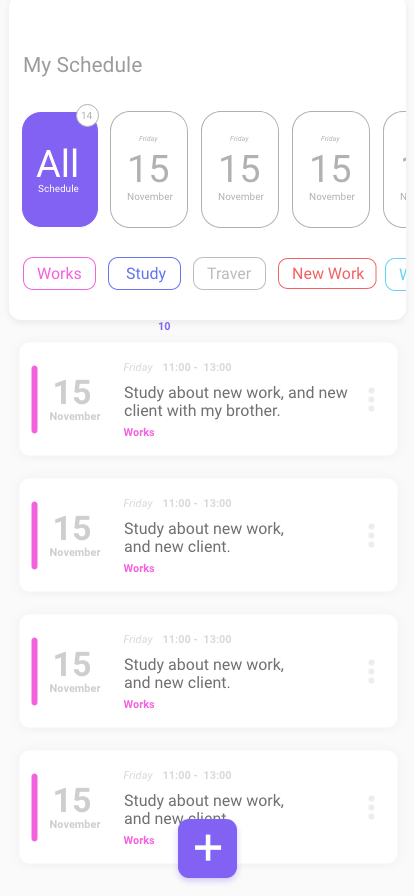 My Schedule
14
All
Schedule
Friday
15
November
Friday
15
November
Friday
15
November
Works
Study
Traver
New Work
10
Friday 11:00 - 13:00
15
November
Study about new work, and new
client with my brother.
Works
Friday 11:00 - 13:00
15
November
Study about new work,
and new client.
Works
Friday 11:00 - 13:00
15
November
Study about new work,
and new client.
Works
Friday 11:00 - 13:00
15
November
Study about new work,
and new client.
Works
+